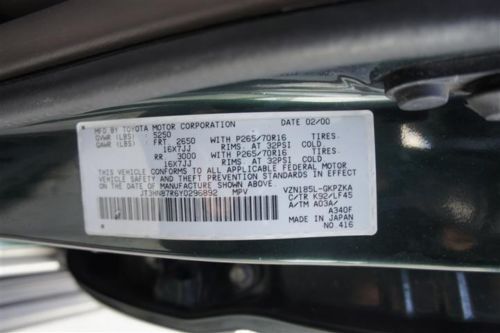 MFD BY TOYOTA MOTOR CORPORATION DATE 02/00
GVWR (LBS) 5250
GAWR (LBS) FRT 2650 WITH P265/70R16 TIRES,
16X7JJ RIMS, AT 32PSI COLD
RR 3000 WITH P265/70R16 TIRES,
16X7JJ RIMS, AT 32PSI COLD
THIS VEHICLE CONFORMS TO ALL APPLICABLE FEDERAL MOTOR
VEHICLE SAFETY AND THEFT PREVENTION STANDARDS IN
EFFECT ON THE DATE OF MANUFACTURE SHOWN ABOVE.
JT3HN87R6Y0296892 MPV VZN185L-GKPZKA
C/TR K92/LF45
A/TM A03A/
A340F
MADE IN JAPAN
NO 416